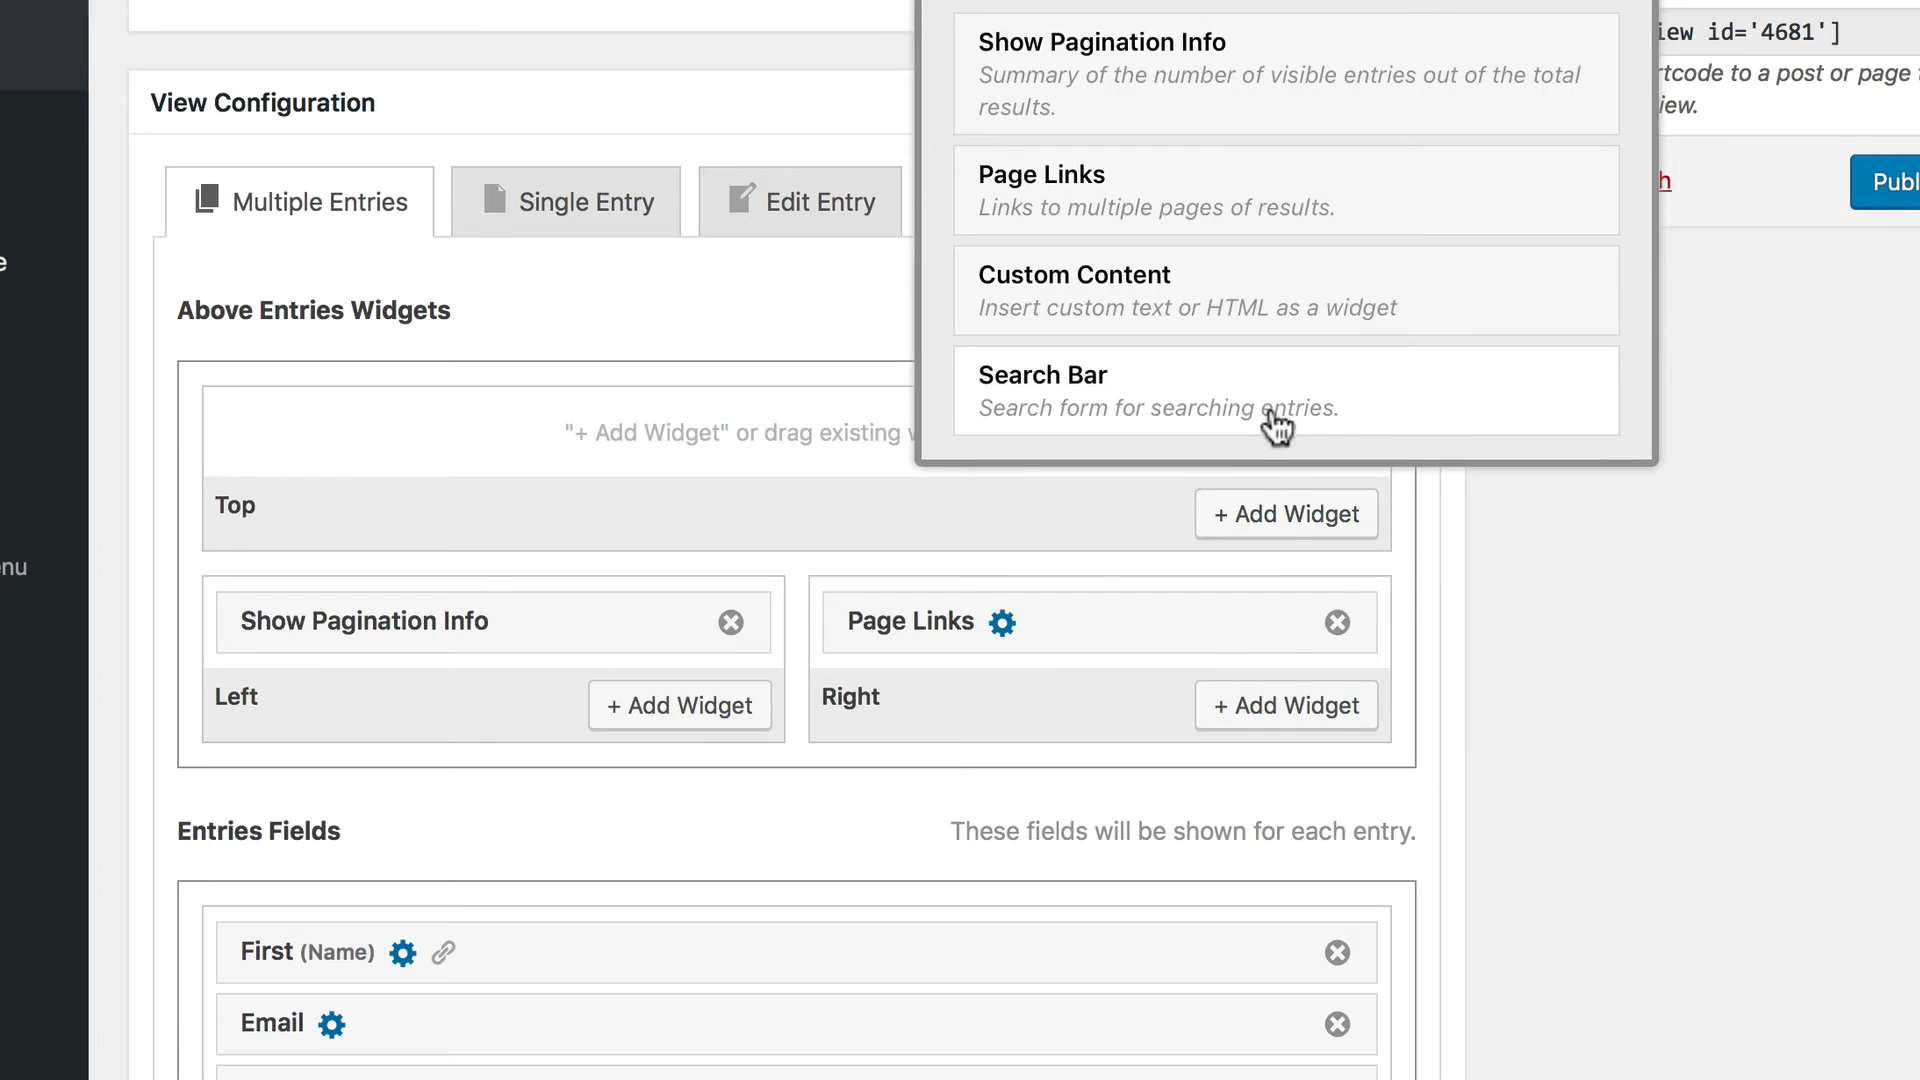 Show Pagination Info
Summary of the number of visible entries out of the total
results.
Page Links
Links to multiple pages of results.
Custom Content
Insert custom text or HTML as a widget
Search Bar
Search form for searching entries.
iew id='4681']
rtcode to a post or page
iew.
h
Publ
View Configuration
Multiple Entries
Single Entry
Edit Entry
e
enu
Above Entries Widgets
"+ Add Widget" or drag existing
Top
+ Add Widget
Show Pagination Info
Left
+ Add Widget
Page Links
Right
+ Add Widget
Entries Fields
These fields will be shown for each entry.
First (Name)
Email